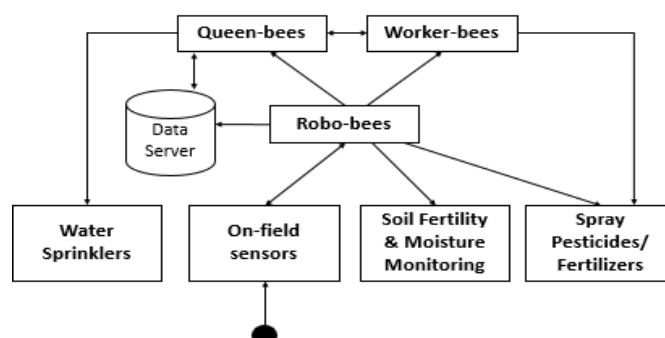 Queen-bees
Worker-bees
Data
Server
Robo-bees
Water
Sprinklers
On-field
sensors
Soil Fertility
& Moisture
Monitoring
Spray
Pesticides/
Fertilizers